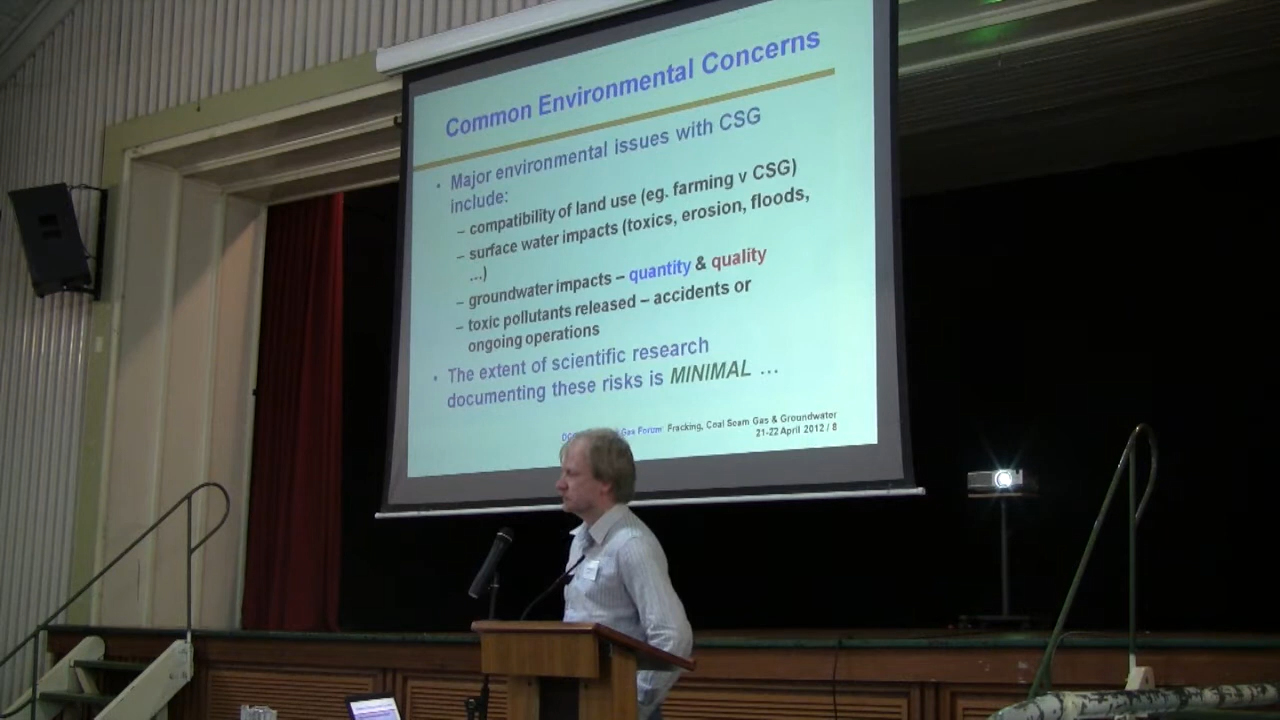 Common Environmental Concerns
• Major environmental issues with CSG
include:
– compatibility of land use (eg. farming v CSG)
– surface water impacts (toxics, erosion, floods,
...)
– groundwater impacts – quantity & quality
– toxic pollutants released – accidents or
ongoing operations
• The extent of scientific research
documenting these risks is MINIMAL ...
Gas Forum: Fracking, Coal Seam Gas & Groundwater
21-22 April 2012 / 8